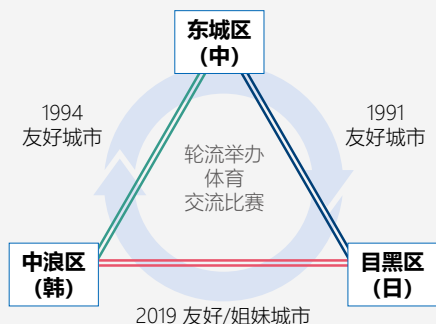 东城区
(中)
1994
友好城市
1991
友好城市
轮流举办
体育
交流比赛
中浪区
(韩)
目黑区
(日)
2019 友好/姐妹城市